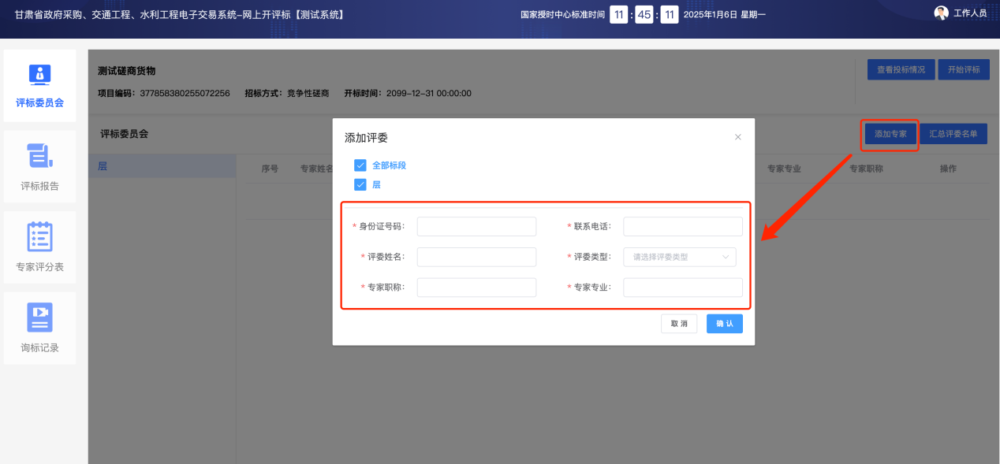 甘肃省政府采购、交通工程、水利工程电子交易系统-网上开评标【测试系统】 国家授时中心标准时间 11 : 45 : 11 2025年1月6日 星期一 工作人员
评标委员会
评标报告
专家评分表
询标记录
测试磋商货物 查看投标情况 开始评标
项目编码: 377858380255072256 招标方式: 竞争性磋商 开标时间: 2099-12-31 00:00:00
评标委员会 添加专家 汇总评委名单
层 序号 专家姓名 专家专业 专家职称 操作
添加评委
全部标段
层
* 身份证号码: * 联系电话:
* 评委姓名: * 评委类型: 请选择评委类型
* 专家职称: * 专家专业:
取消 确认